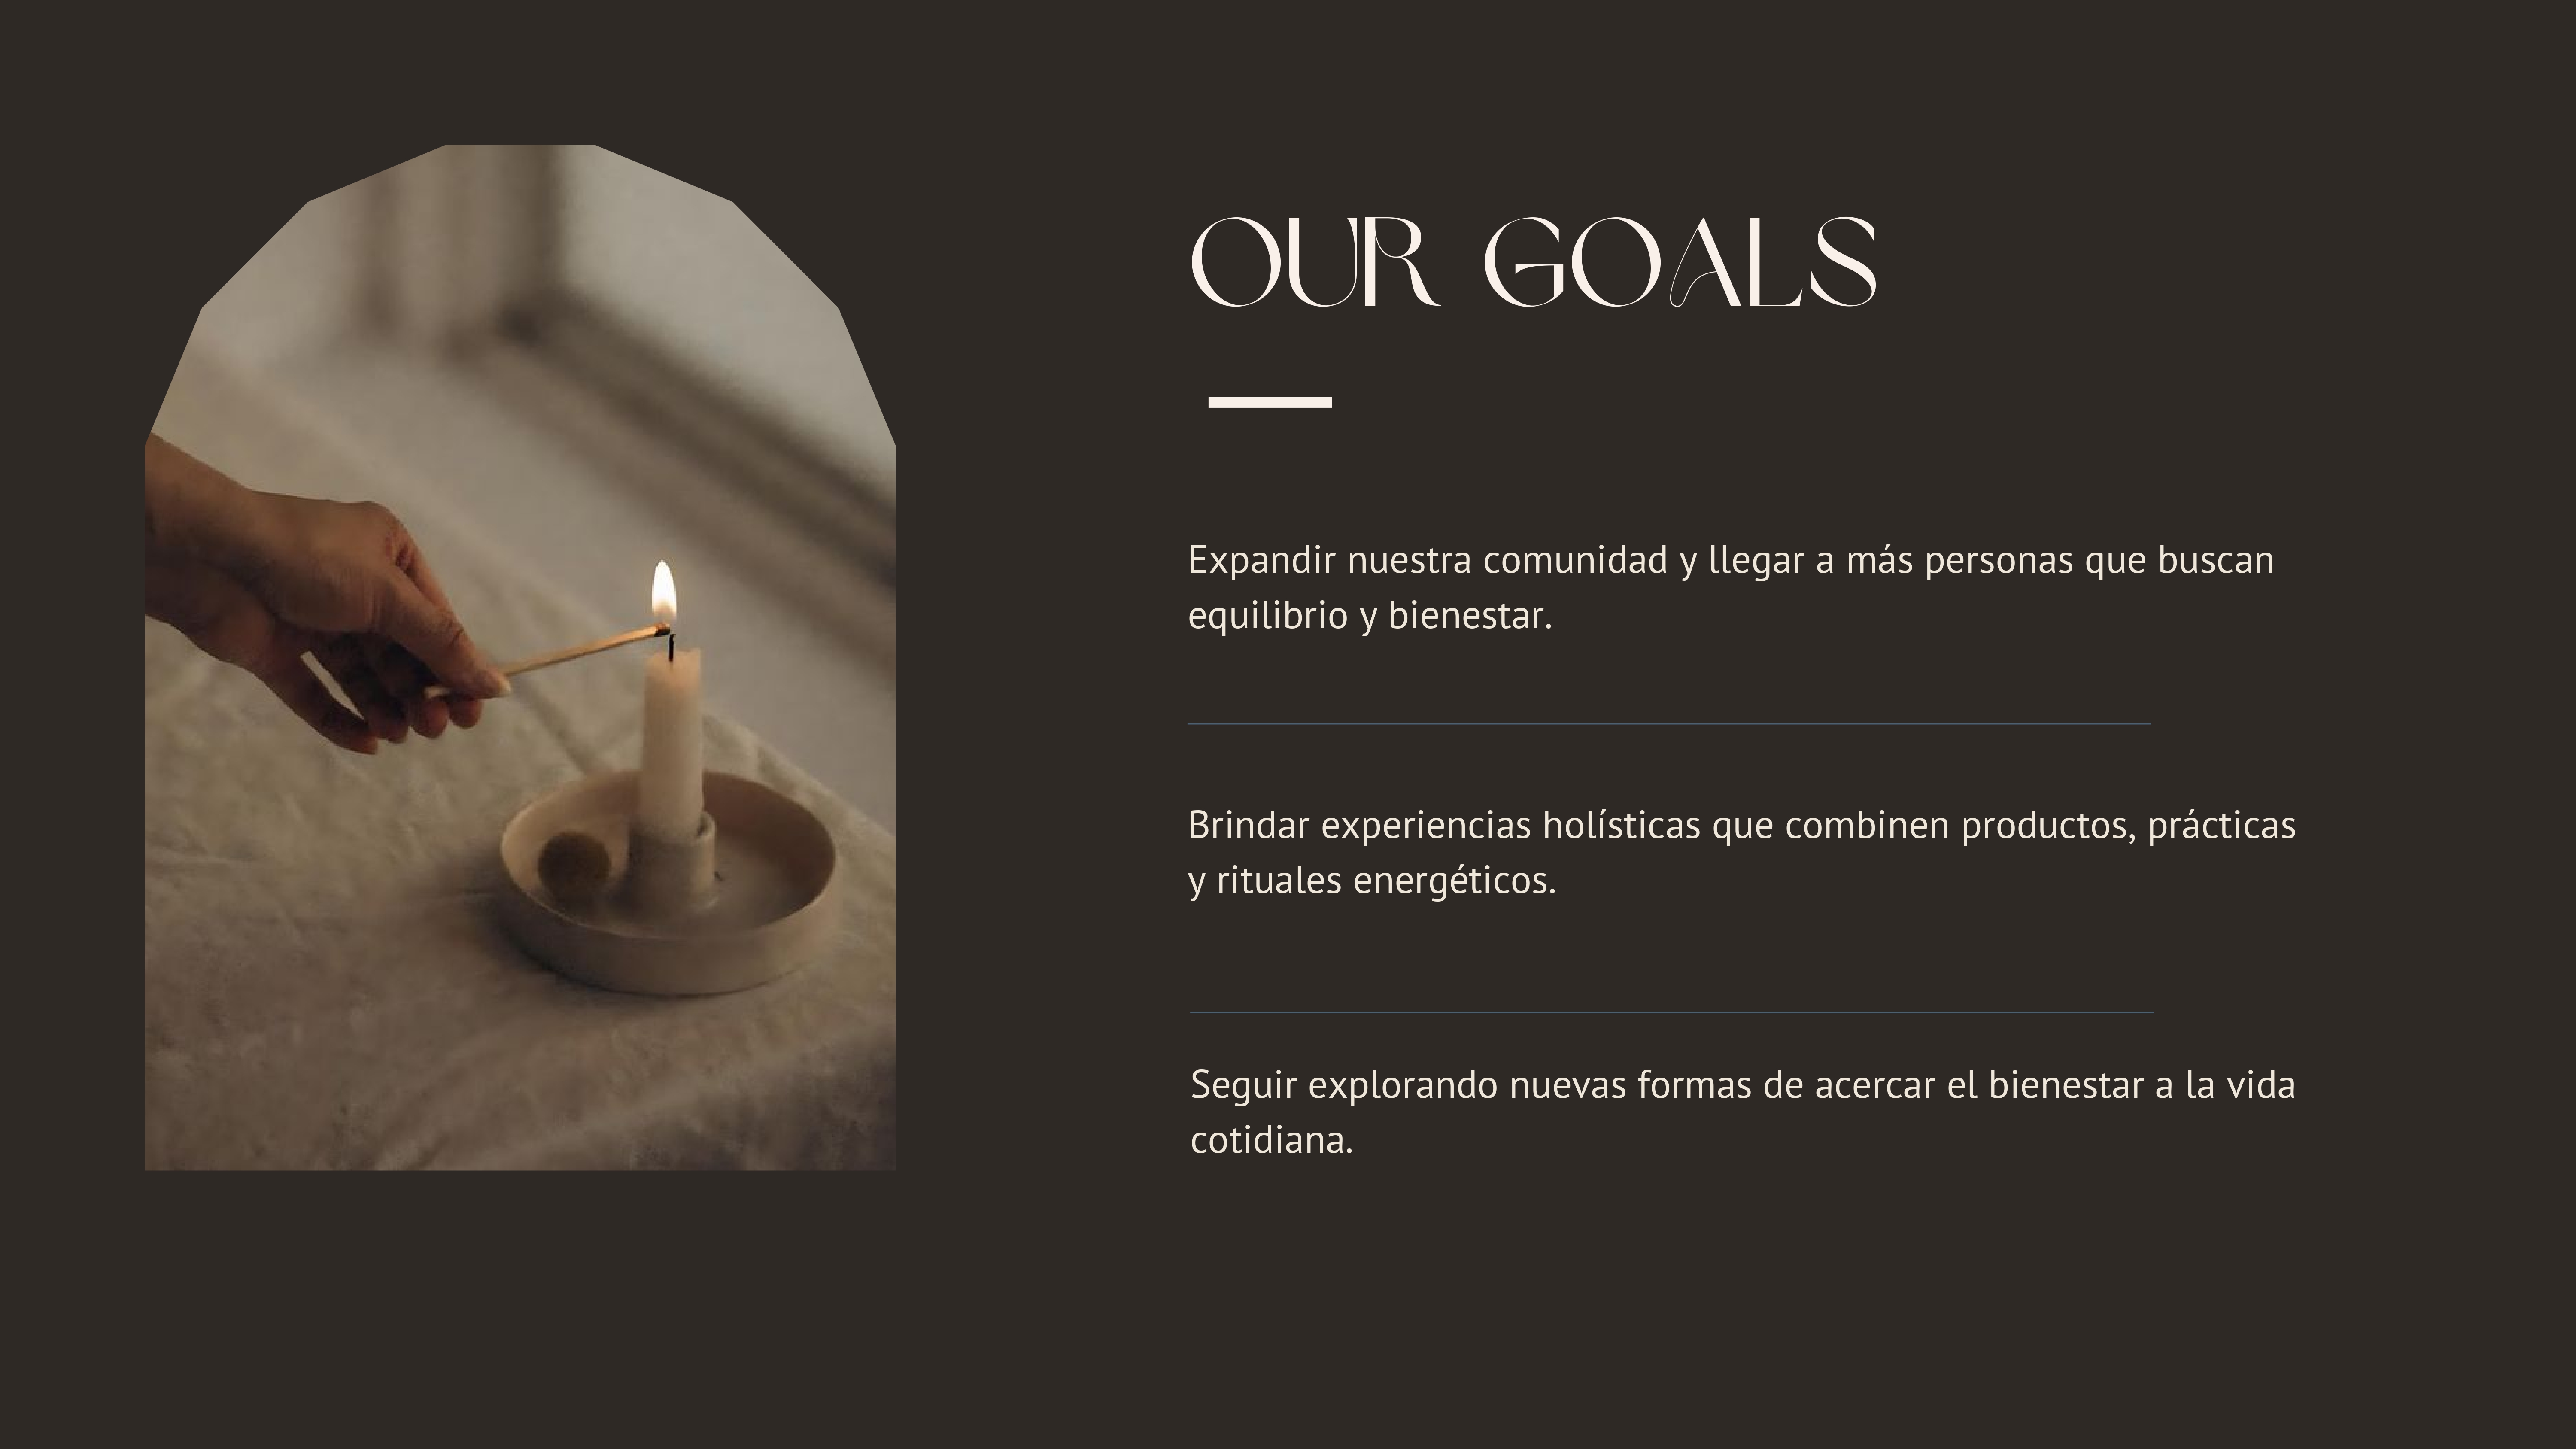 OUR GOALS
Expandir nuestra comunidad y llegar a más personas que buscan
equilibrio y bienestar.
Brindar experiencias holísticas que combinen productos, prácticas
y rituales energéticos.
Seguir explorando nuevas formas de acercar el bienestar a la vida
cotidiana.